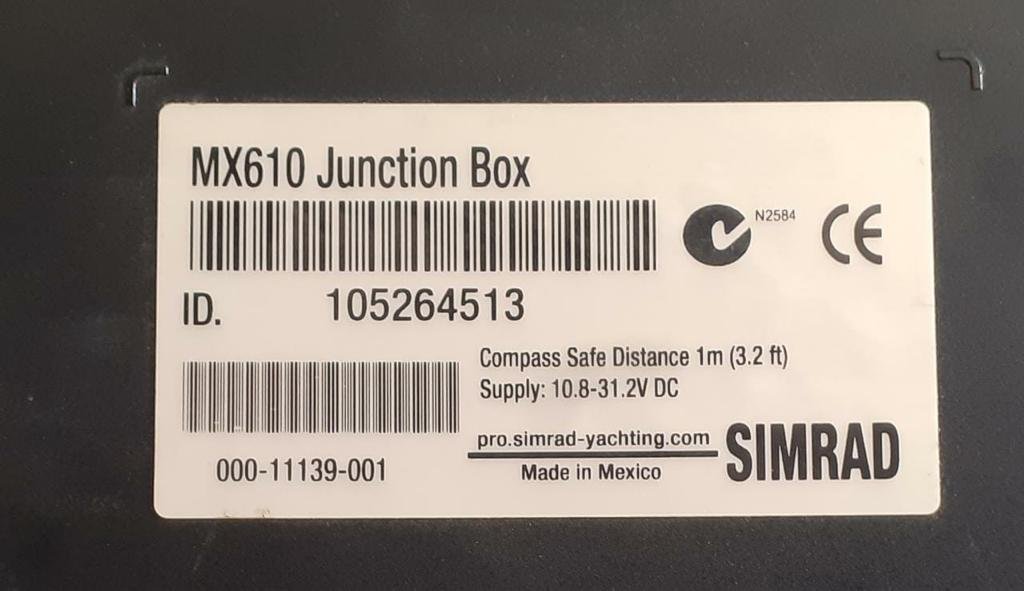 MX610 Junction Box
N2584
CE
ID. 105264513
Compass Safe Distance 1m (3.2 ft)
Supply: 10.8-31.2V DC
000-11139-001
pro.simrad-yachting.com
Made in Mexico
SIMRAD